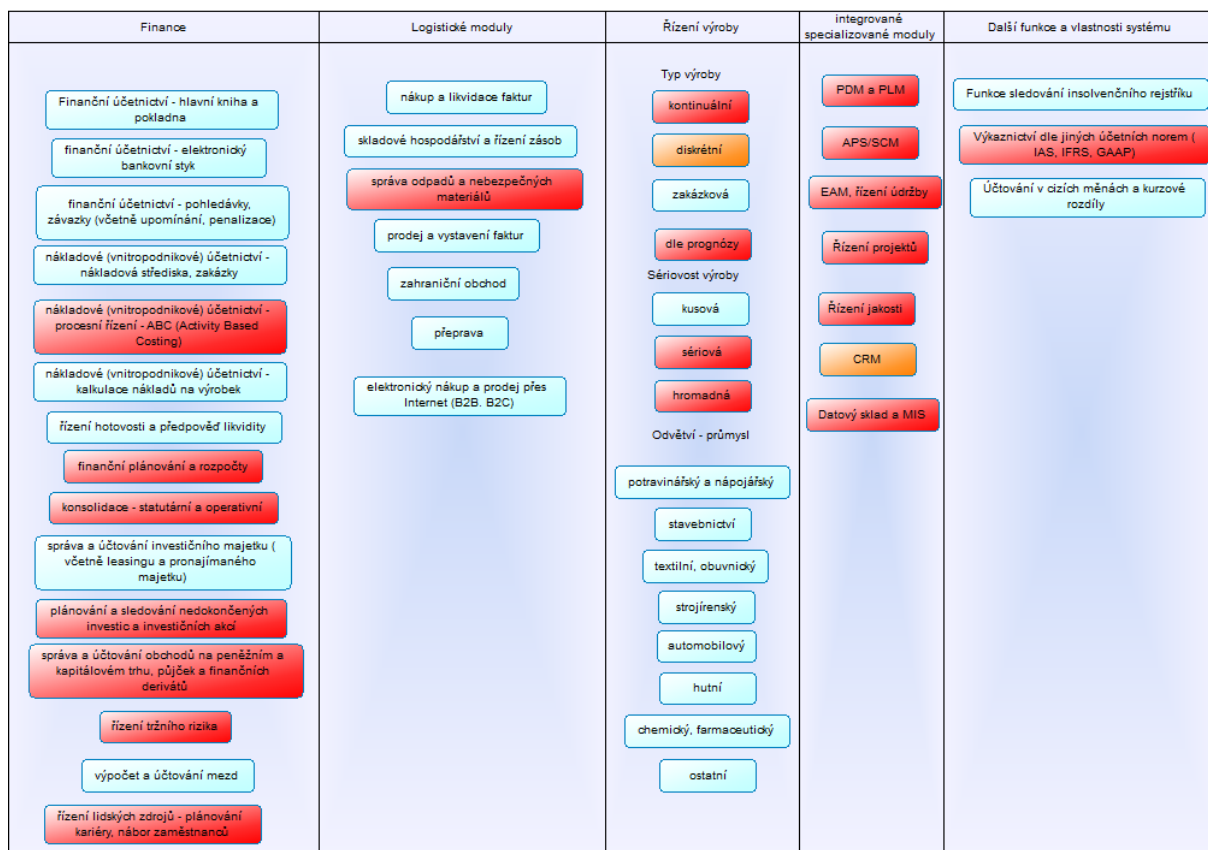 Finance
Finanční účetnictví - hlavní kniha a
pokladna
finanční účetnictví - elektronický
bankovní styk
finanční účetnictví - pohledávky,
závazky (včetně upomínání, penalizace)
nákladové (vnitropodnikové) účetnictví -
nákladová střediska, zakázky
nákladové (vnitropodnikové) účetnictví -
procesní řízení - ABC (Activity Based
Costing)
nákladové (vnitropodnikové) účetnictví -
kalkulace nákladů na výrobek
řízení hotovosti a předpověď likvidity
finanční plánování a rozpočty
konsolidace - statutární a operativní
správa a účtování investičního majetku (
včetně leasingu a pronajímaného
majetku)
plánování a sledování nedokončených
investic a investičních akcí
správa a účtování obchodů na peněžním a
kapitálovém trhu, půjček a finančních
derivátů
řízení tržního rizika
výpočet a účtování mezd
řízení lidských zdrojů - plánování
kariéry, nábor zaměstnanců
Logistické moduly
nákup a likvidace faktur
skladové hospodářství a řízení zásob
správa odpadů a nebezpečných
materiálů
prodej a vystavení faktur
zahraniční obchod
přeprava
elektronický nákup a prodej přes
Internet (B2B. B2C)
Řízení výroby
Typ výroby
kontinuální
diskrétní
zakázková
dle prognózy
Sériovost výroby
kusová
sériová
hromadná
Odvětví - průmysl
potravinářský a nápojářský
stavebnictví
textilní, obuvnický
strojírenský
automobilový
hutní
chemický, farmaceutický
ostatní
integrované
specializované moduly
PDM a PLM
APS/SCM
EAM, řízení údržby
Řízení projektů
Řízení jakosti
CRM
Datový sklad a MIS
Další funkce a vlastnosti systému
Funkce sledování insolvenčního rejstříku
Výkaznictví dle jiných účetních norem (
IAS, IFRS, GAAP)
Účtování v cizích měnách a kurzové
rozdíly